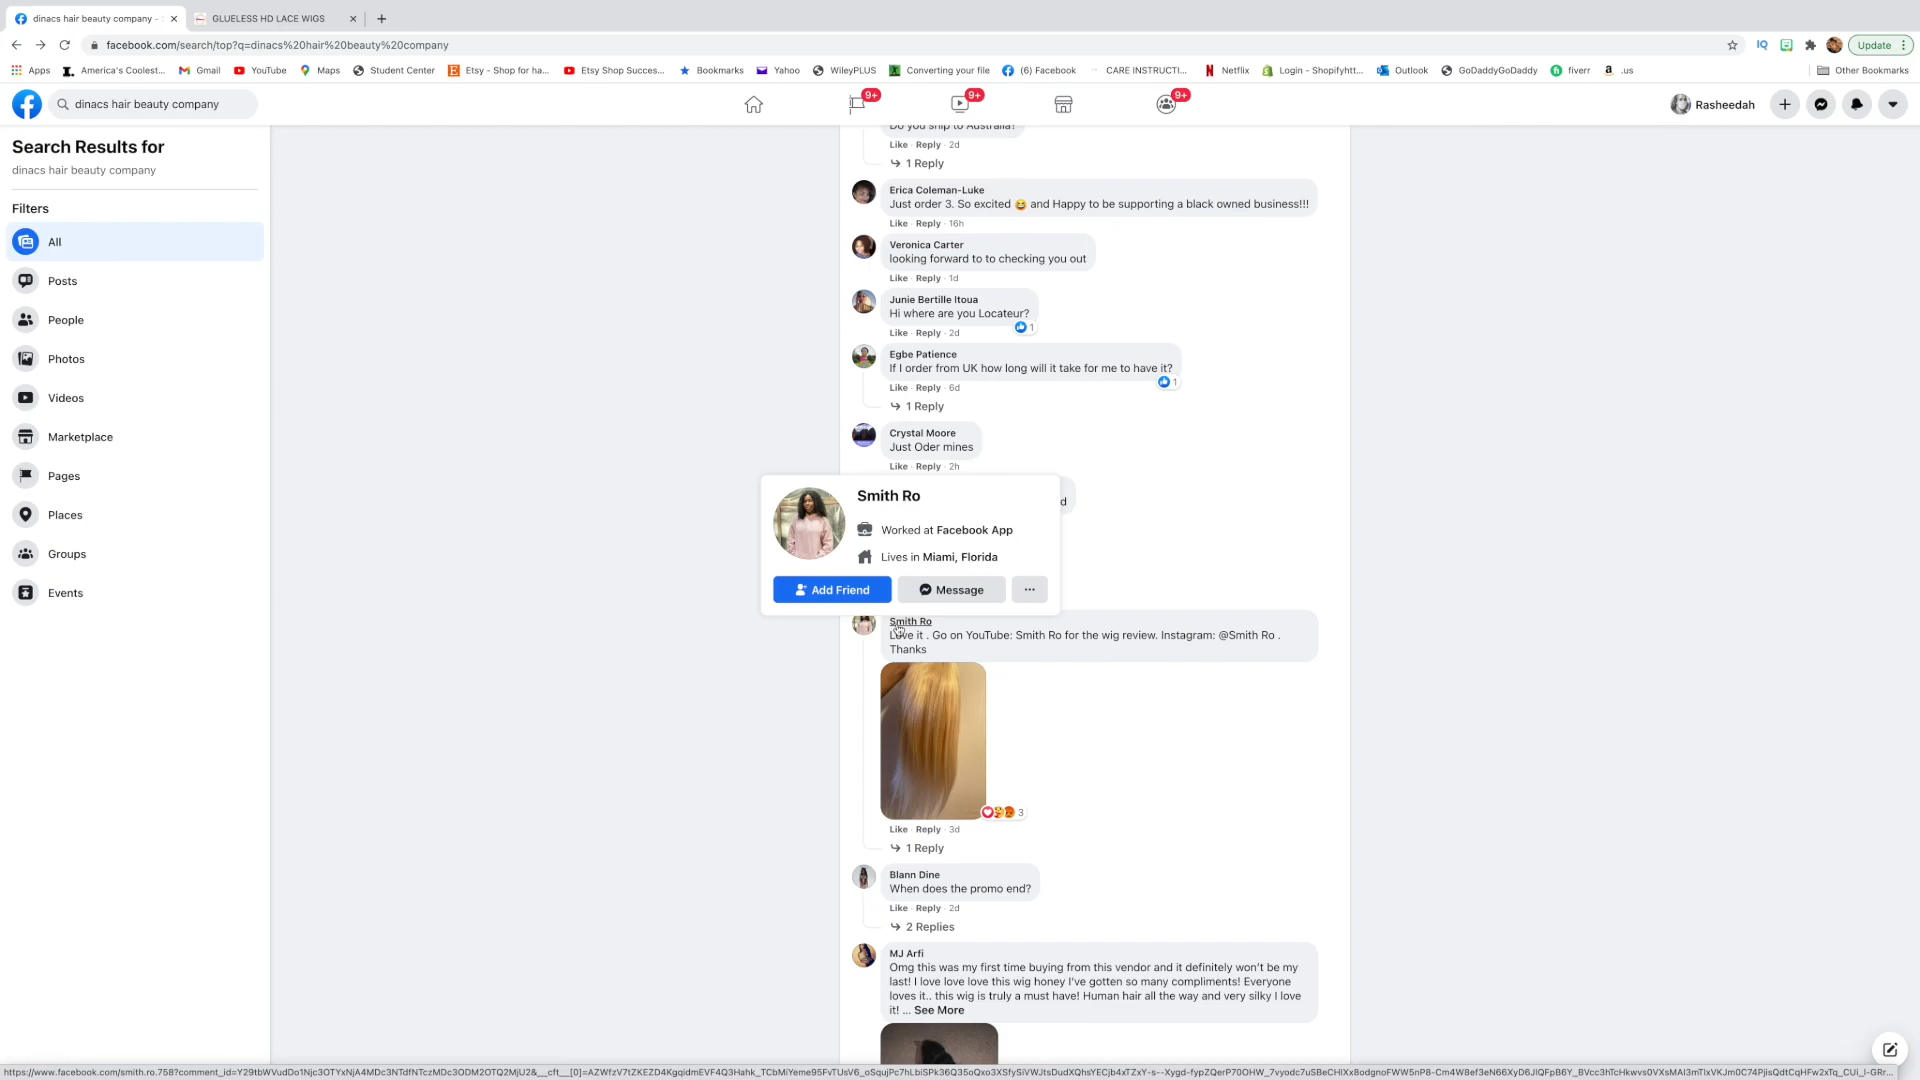 dinacs hair beauty company -
GLUELESS HD LACE WIGS
facebook.com/search/top?q=dinacs%20hair%20beauty%20company
Update
Apps
America's Coolest...
Gmail
YouTube
Maps
Student Center
Etsy - Shop for ha...
Etsy Shop Succes...
Bookmarks
Yahoo
WileyPLUS
Converting your file
(6) Facebook
CARE INSTRUCTI...
Netflix
Login - Shopifyhtt...
Outlook
GoDaddyGoDaddy
fiverr
.us
Other Bookmarks
dinacs hair beauty company
9+
9+
9+
Rasheedah
Search Results for
dinacs hair beauty company
Filters
All
Posts
People
Photos
Videos
Marketplace
Pages
Places
Groups
Events
Do you ship to Australia?
Like · Reply · 2d
1 Reply
Erica Coleman-Luke
Just order 3. So excited 😂 and Happy to be supporting a black owned business!!!
Like · Reply · 16h
Veronica Carter
looking forward to to checking you out
Like · Reply · 1d
Junie Bertille Itoua
Hi where are you Locateur?
1
Like · Reply · 2d
Egbe Patience
If I order from UK how long will it take for me to have it?
1
Like · Reply · 6d
1 Reply
Crystal Moore
Just Oder mines
Like · Reply · 2h
d
Smith Ro
Worked at Facebook App
Lives in Miami, Florida
Add Friend
Message
Smith Ro
Love it . Go on YouTube: Smith Ro for the wig review. Instagram: @Smith Ro .
Thanks
3
Like · Reply · 3d
1 Reply
Blann Dine
When does the promo end?
Like · Reply · 2d
2 Replies
MJ Arfi
Omg this was my first time buying from this vendor and it definitely won't be my
last! I love love love this wig honey I've gotten so many compliments! Everyone
loves it.. this wig is truly a must have! Human hair all the way and very silky I love
it! ... See More